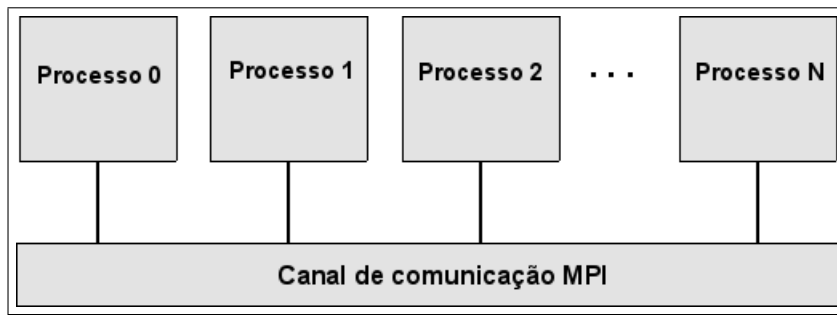 Processo 0
Processo 1
Processo 2
...
Processo N
Canal de comunicação MPI